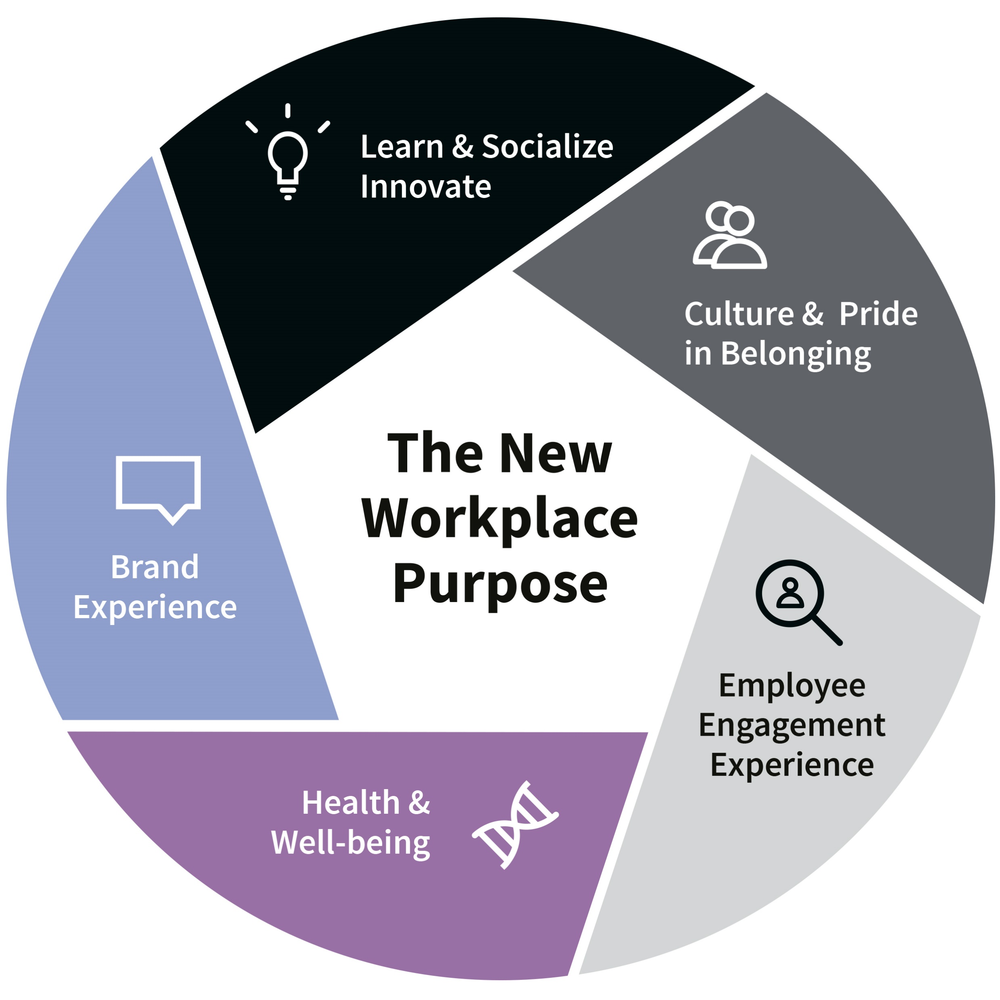 Learn & Socialize
Innovate
Culture & Pride
in Belonging
The New
Workplace
Purpose
Brand
Experience
Employee
Engagement
Experience
Health &
Well-being